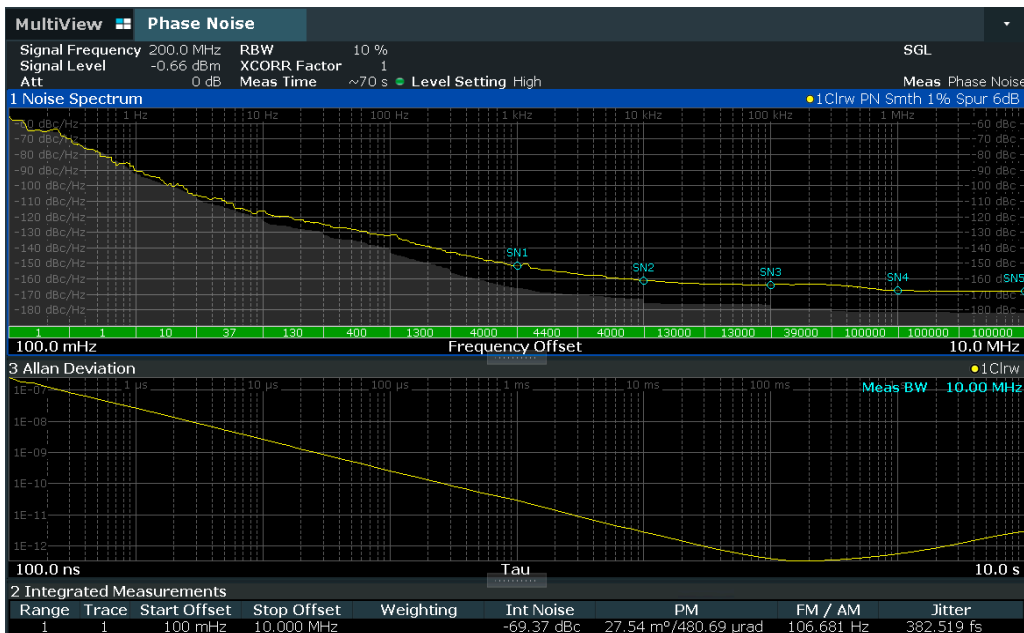 MultiView Phase Noise
Signal Frequency 200.0 MHz RBW 10 % SGL
Signal Level -0.66 dBm XCORR Factor 1
Att 0 dB Meas Time ~70 s Level Setting High Meas Phase Noise
1 Noise Spectrum 1Clrw PN Smth 1% Spur 6dB
1 Hz 10 Hz 100 Hz 1 kHz 10 kHz 100 kHz 1 MHz
-60 dBc/Hz -60 dBc
-70 dBc/Hz -70 dBc
-80 dBc/Hz -80 dBc
-90 dBc/Hz -90 dBc
-100 dBc/Hz -100 dBc
-110 dBc/Hz -110 dBc
-120 dBc/Hz -120 dBc
-130 dBc/Hz -130 dBc
-140 dBc/Hz -140 dBc
SN1
-150 dBc/Hz -150 dBc
SN2 SN3 SN4 SN5
-160 dBc/Hz -160 dBc
-170 dBc/Hz -170 dBc
-180 dBc/Hz -180 dBc
1 1 10 37 130 400 1300 4000 4400 4000 13000 13000 39000 100000 100000 100000
100.0 mHz Frequency Offset 10.0 MHz
3 Allan Deviation 1Clrw
1 µs 10 µs 100 µs 1 ms 10 ms 100 ms
1E-07 Meas BW 10.00 MHz
1E-08
1E-09
1E-10
1E-11
1E-12
100.0 ns Tau 10.0 s
2 Integrated Measurements
Range Trace Start Offset Stop Offset Weighting Int Noise PM FM / AM Jitter
1 1 100 mHz 10.000 MHz -69.37 dBc 27.54 m°/480.69 µrad 106.681 Hz 382.519 fs